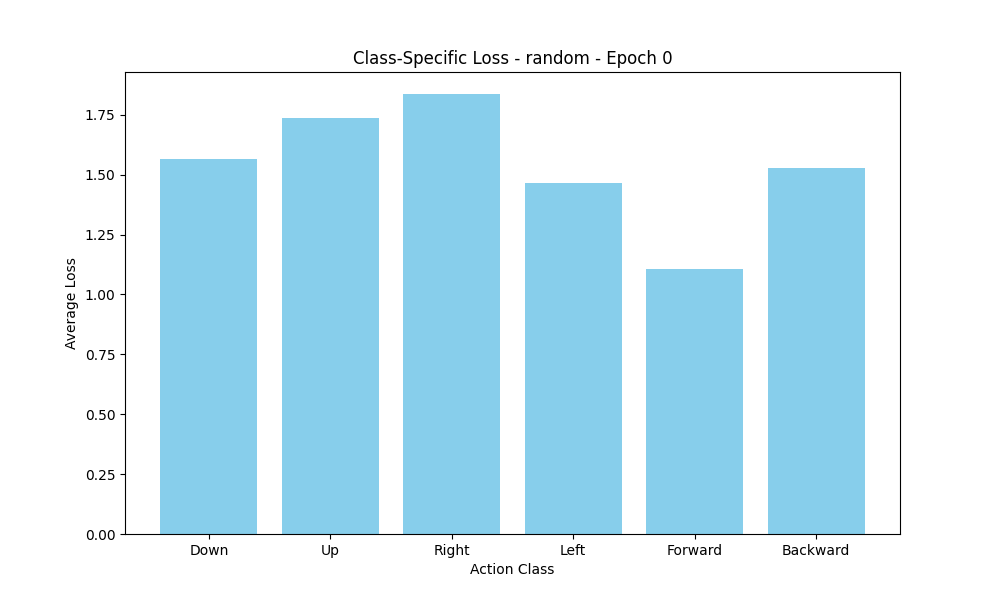 Class-Specific Loss - random - Epoch 0
Average Loss
1.75
1.50
1.25
1.00
0.75
0.50
0.25
0.00
Down Up Right Left Forward Backward
Action Class